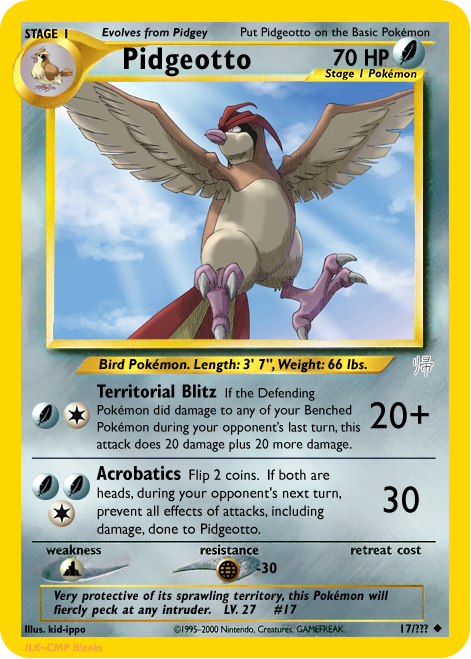 STAGE 1
Evolves from Pidgey
Put Pidgeotto on the Basic Pokémon
Pidgeotto
70 HP
Stage 1 Pokémon
Bird Pokémon. Length: 3' 7", Weight: 66 lbs.
帰
Territorial Blitz If the Defending
Pokémon did damage to any of your Benched
Pokémon during your opponent's last turn, this
attack does 20 damage plus 20 more damage.
20+
Acrobatics Flip 2 coins. If both are
heads, during your opponent's next turn,
prevent all effects of attacks, including
damage, done to Pidgeotto.
30
weakness
resistance
retreat cost
-30
Very protective of its sprawling territory, this Pokémon will
fiercly peck at any intruder. LV. 27 #17
Illus. kid-ippo
©1995-2000 Nintendo, Creatures, GAMEFREAK.
17/??? ◆
ILK~CMP Blanks